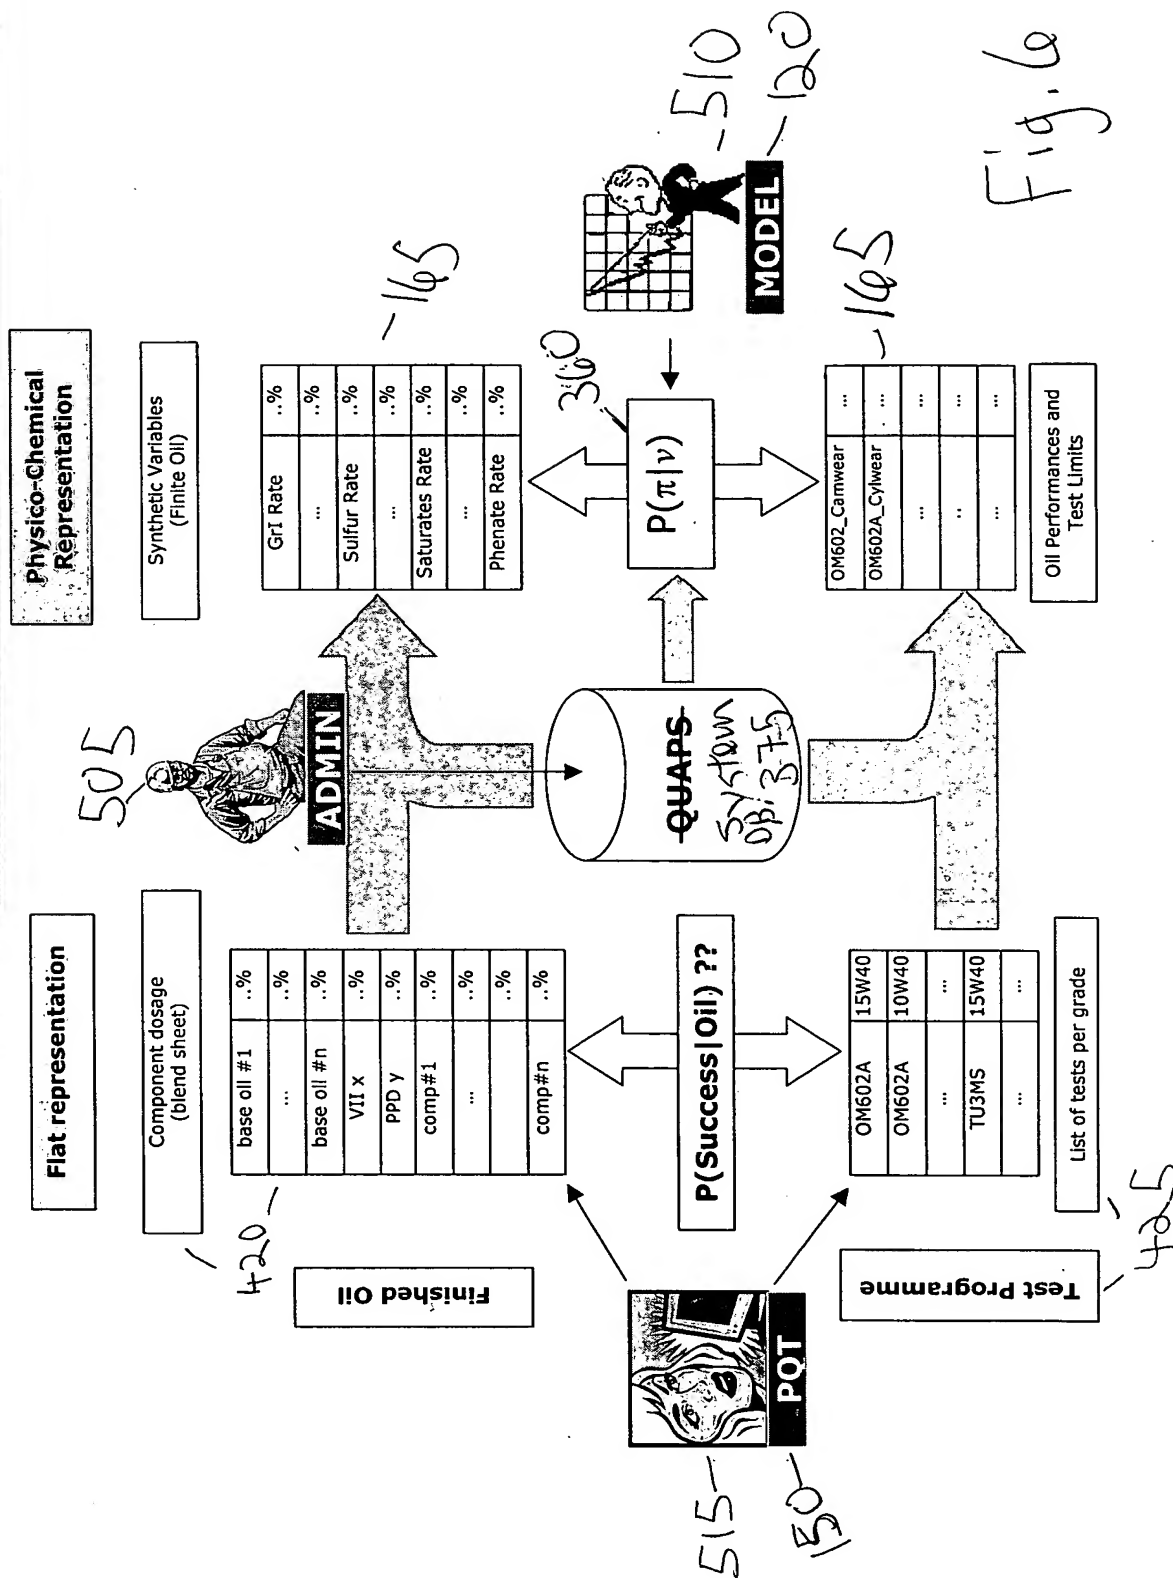 Flat representation
Physico-Chemical
Representation
Component dosage
(blend sheet)
505
Synthetic Variables
(Finite Oil)
420
Finished Oil
base oil #1 ..%
... ..%
base oil #n ..%
VII x ..%
PPD y ..%
comp#1 ..%
... ..%
..%
comp#n ..%
ADMIN
GrI Rate ..%
... ..%
Sulfur Rate ..%
... ..%
Saturates Rate ..%
... ..%
Phenate Rate ..%
165
515
150
PQT
P(Success|Oil) ??
QUAPS
System
DB 375
P(π|ν)
360
510
MODEL
120
Test Programme
OM602A 15W40
OM602A 10W40
... ...
TU3MS 15W40
... ...
OM602_Camwear ...
OM602A_Cylwear ...
... ...
.. ...
... ...
165
List of tests per grade
425
Oil Performances and
Test Limits
Fig. 6